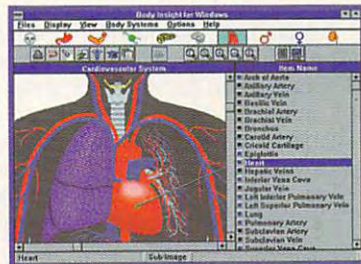 Body Insight for Windows
Files Display View Body Systems Options Help
Cardiovascular System
Item Name
Arch of Aorta
Axillary Artery
Axillary Vein
Basilic Vein
Brachial Artery
Brachial Vein
Bronchus
Carotid Artery
Cricoid Cartilage
Epiglottis
Heart
Hepatic Veins
Inferior Vena Cava
Jugular Vein
Left Inferior Pulmonary Vein
Left Superior Pulmonary Vein
Lung
Pulmonary Artery
Subclavian Artery
Subclavian Vein
Superior Vena Cava
Heart
Sub-Image